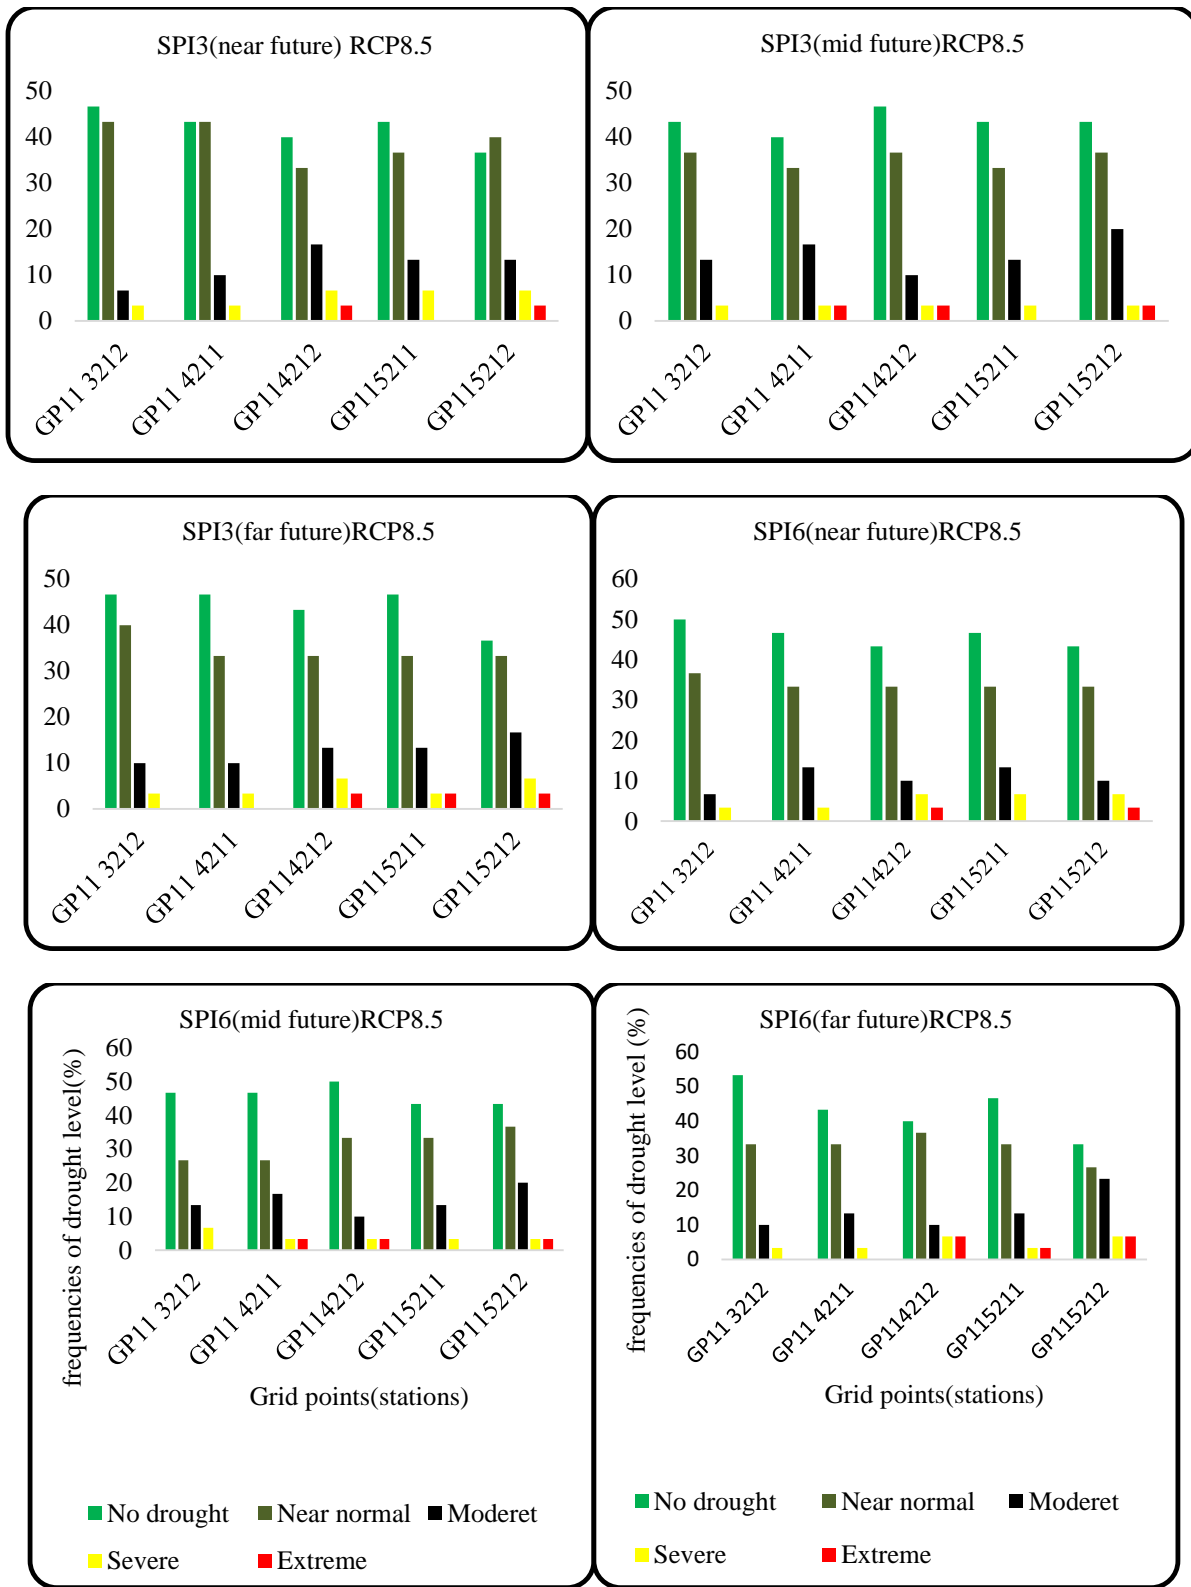 SPI3(near future) RCP8.5
50
40
30
20
10
0
GP11 3212
GP11 4211
GP114212
GP115211
GP115212
SPI3(mid future)RCP8.5
50
40
30
20
10
0
GP11 3212
GP11 4211
GP114212
GP115211
GP115212
SPI3(far future)RCP8.5
50
40
30
20
10
0
GP11 3212
GP11 4211
GP114212
GP115211
GP115212
SPI6(near future)RCP8.5
60
50
40
30
20
10
0
GP11 3212
GP11 4211
GP114212
GP115211
GP115212
SPI6(mid future)RCP8.5
frequencies of drought level(%)
60
50
40
30
20
10
0
GP11 3212
GP11 4211
GP114212
GP115211
GP115212
Grid points(stations)
No drought Near normal Moderet
Severe Extreme
SPI6(far future)RCP8.5
frequencies of drought level (%)
60
50
40
30
20
10
0
GP11 3212
GP11 4211
GP114212
GP115211
GP115212
Grid points(stations)
No drought Near normal Moderet
Severe Extreme